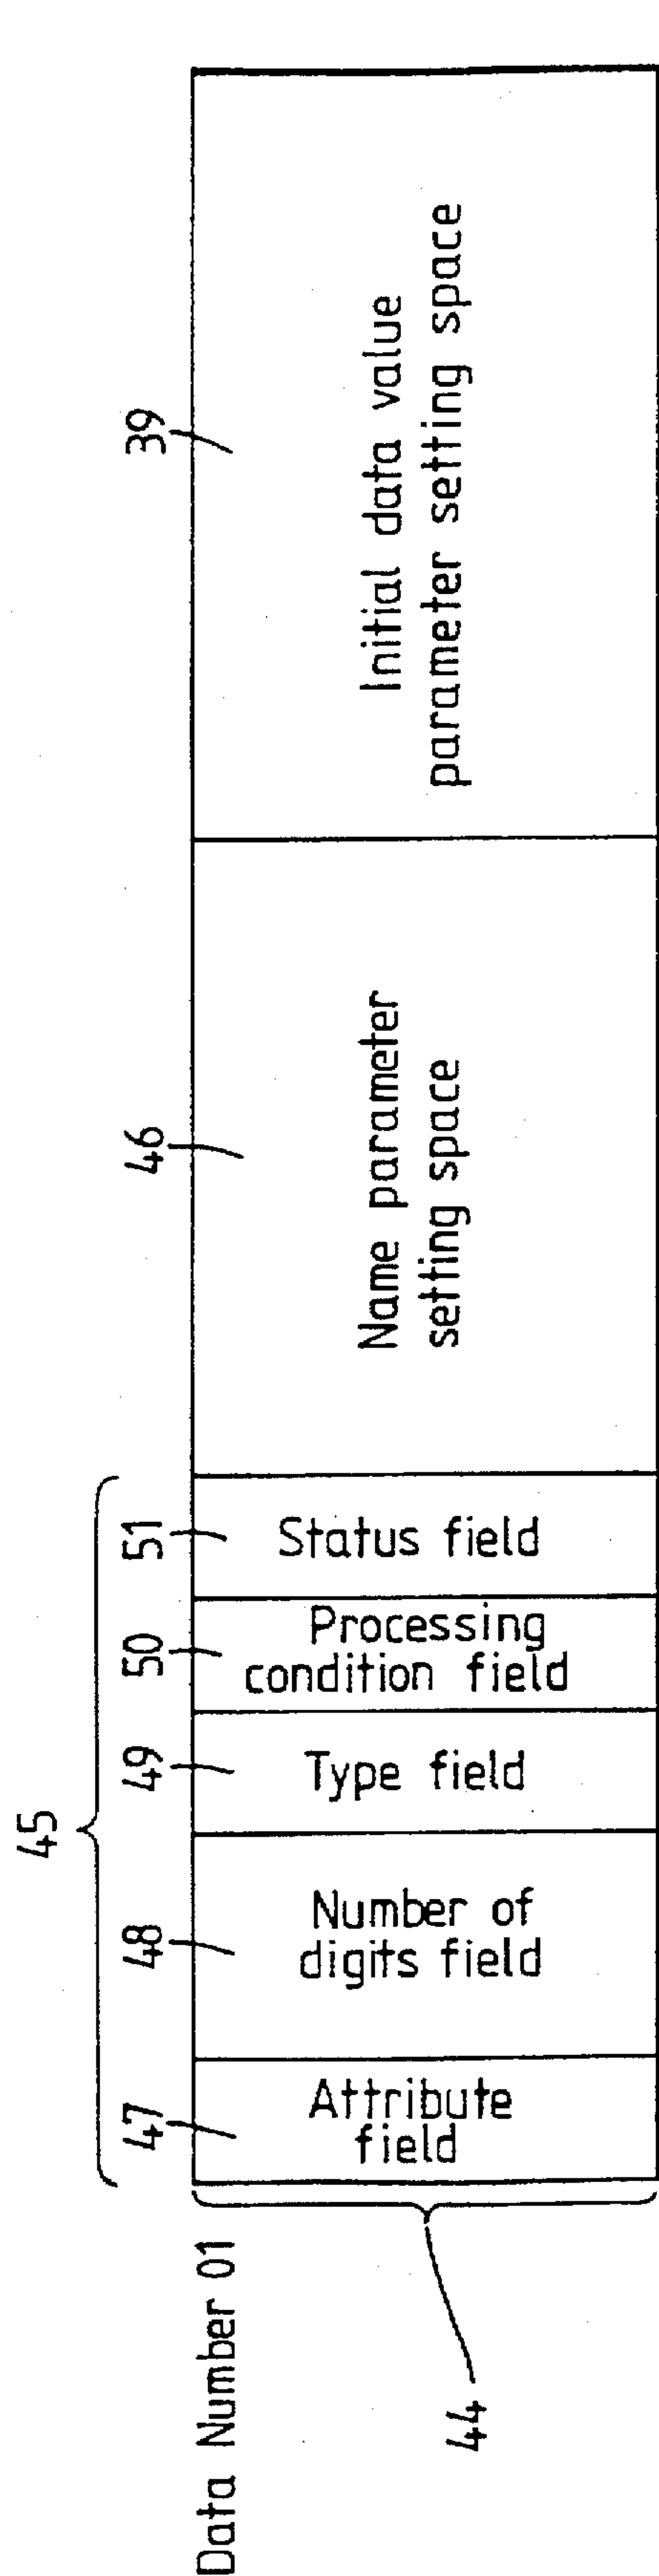 45
47
48
49
50
51
46
39
Data Number 01
Attribute
field
Number of
digits field
Type field
Processing
condition field
Status field
Name parameter
setting space
Initial data value
parameter setting space
44